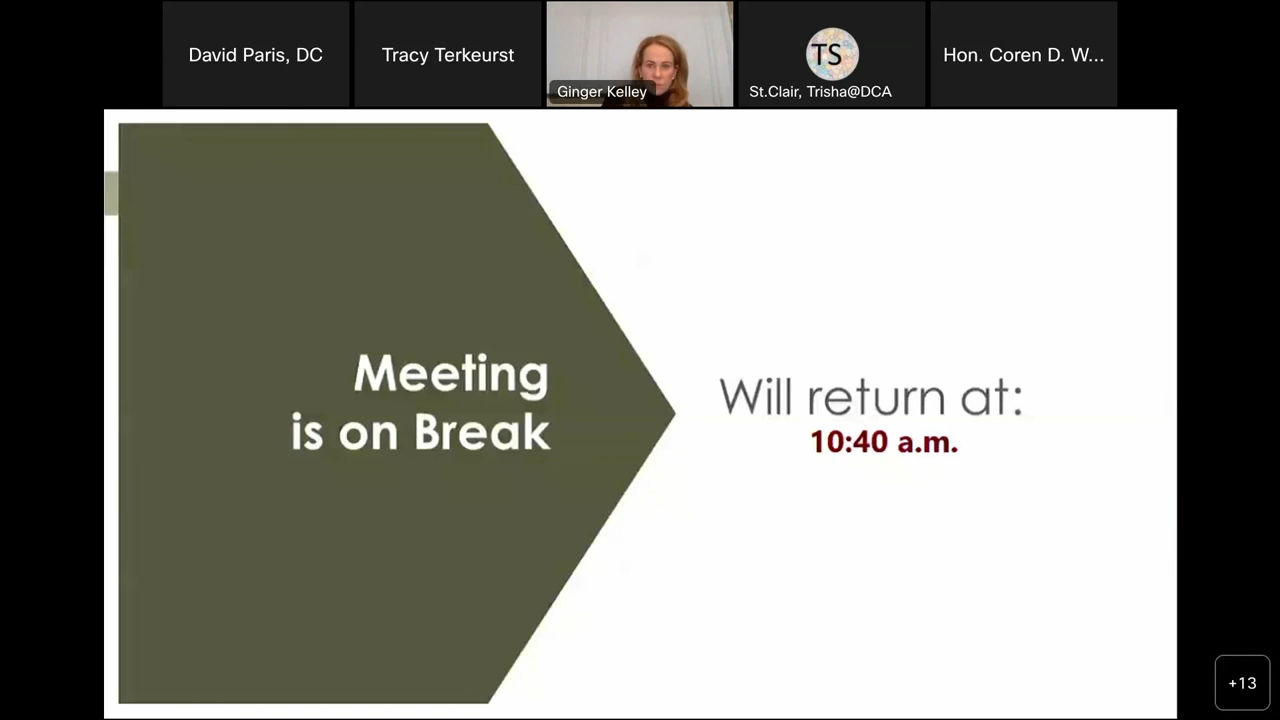 David Paris, DC
Tracy Terkeurst
Ginger Kelley
TS
St.Clair, Trisha@DCA
Hon. Coren D. W...
Meeting
is on Break
Will return at:
10:40 a.m.
+13